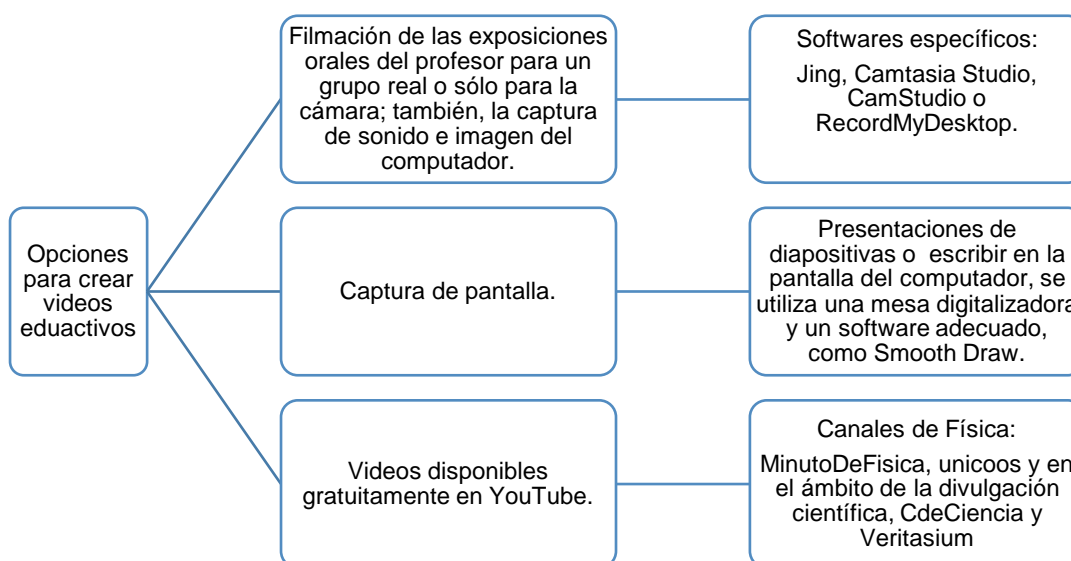 Opciones
para crear
videos
eduactivos
Filmación de las exposiciones
orales del profesor para un
grupo real o sólo para la
cámara; también, la captura
de sonido e imagen del
computador.
Softwares específicos:
Jing, Camtasia Studio,
CamStudio o
RecordMyDesktop.
Captura de pantalla.
Presentaciones de
diapositivas o escribir en la
pantalla del computador, se
utiliza una mesa digitalizadora
y un software adecuado,
como Smooth Draw.
Videos disponibles
gratuitamente en YouTube.
Canales de Física:
MinutoDeFisica, unicoos y en
el ámbito de la divulgación
científica, CdeCiencia y
Veritasium